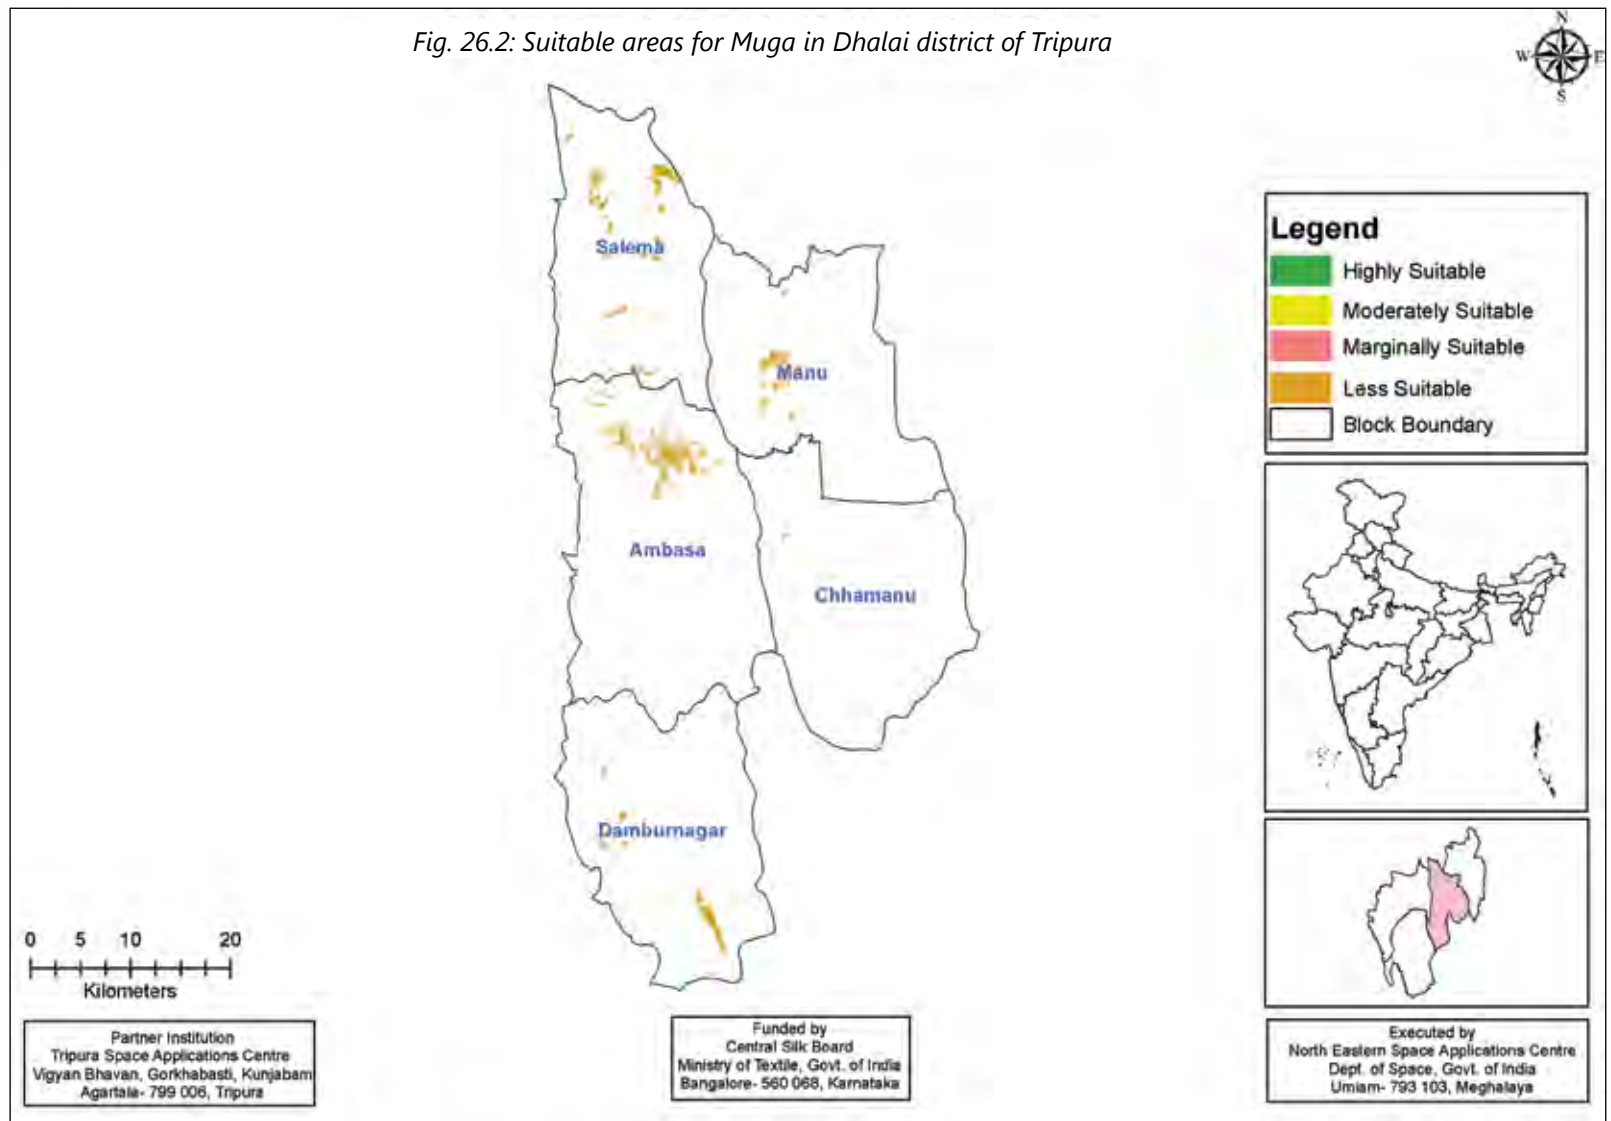 Fig. 26.2: Suitable areas for Muga in Dhalai district of Tripura
N
W E
S
Salema
Manu
Ambasa
Chhamanu
Damburnagar
Legend
Highly Suitable
Moderately Suitable
Marginally Suitable
Less Suitable
Block Boundary
0 5 10 20
Kilometers
Partner Institution
Tripura Space Applications Centre
Vigyan Bhavan, Gorkhabasti, Kunjabam
Agartala- 799 006, Tripura
Funded by
Central Silk Board
Ministry of Textile, Govt. of India
Bangalore- 560 068, Karnataka
Executed by
North Eastern Space Applications Centre
Dept. of Space, Govt. of India
Umiam- 793 103, Meghalaya